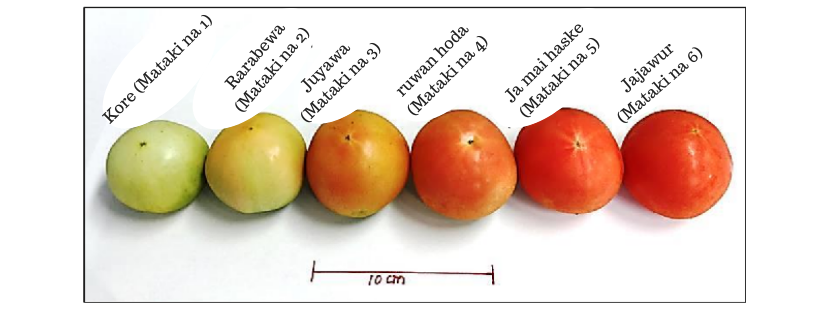 Kore (Mataki na 1)
Rarabewa
(Mataki na 2)
Juyawa
(Mataki na 3)
ruwan hoda
(Mataki na 4)
Ja mai haske
(Mataki na 5)
Jajawur
(Mataki na 6)
10 cm